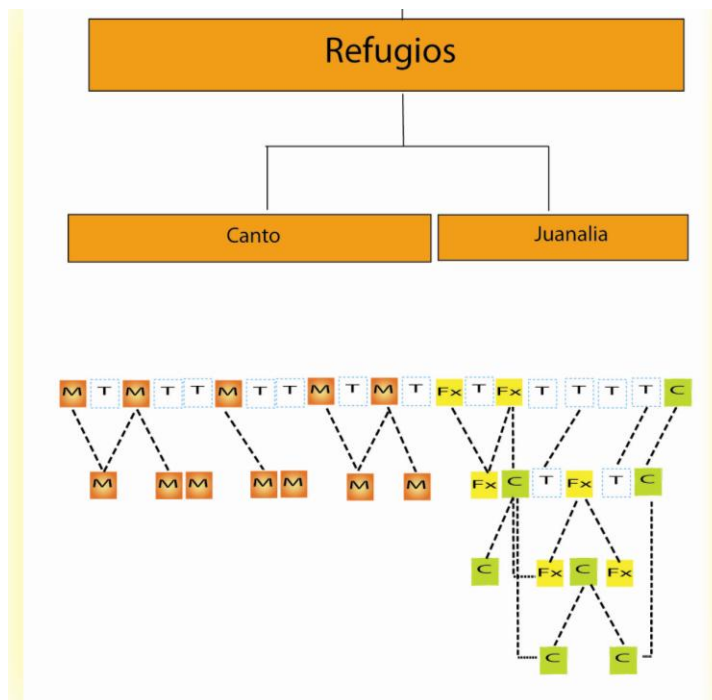 Refugios
Canto Juanalia
M T M T T M T T M T M T Fx T Fx T T T T C
M M M M M M M Fx C T Fx T C
C Fx C Fx
C C